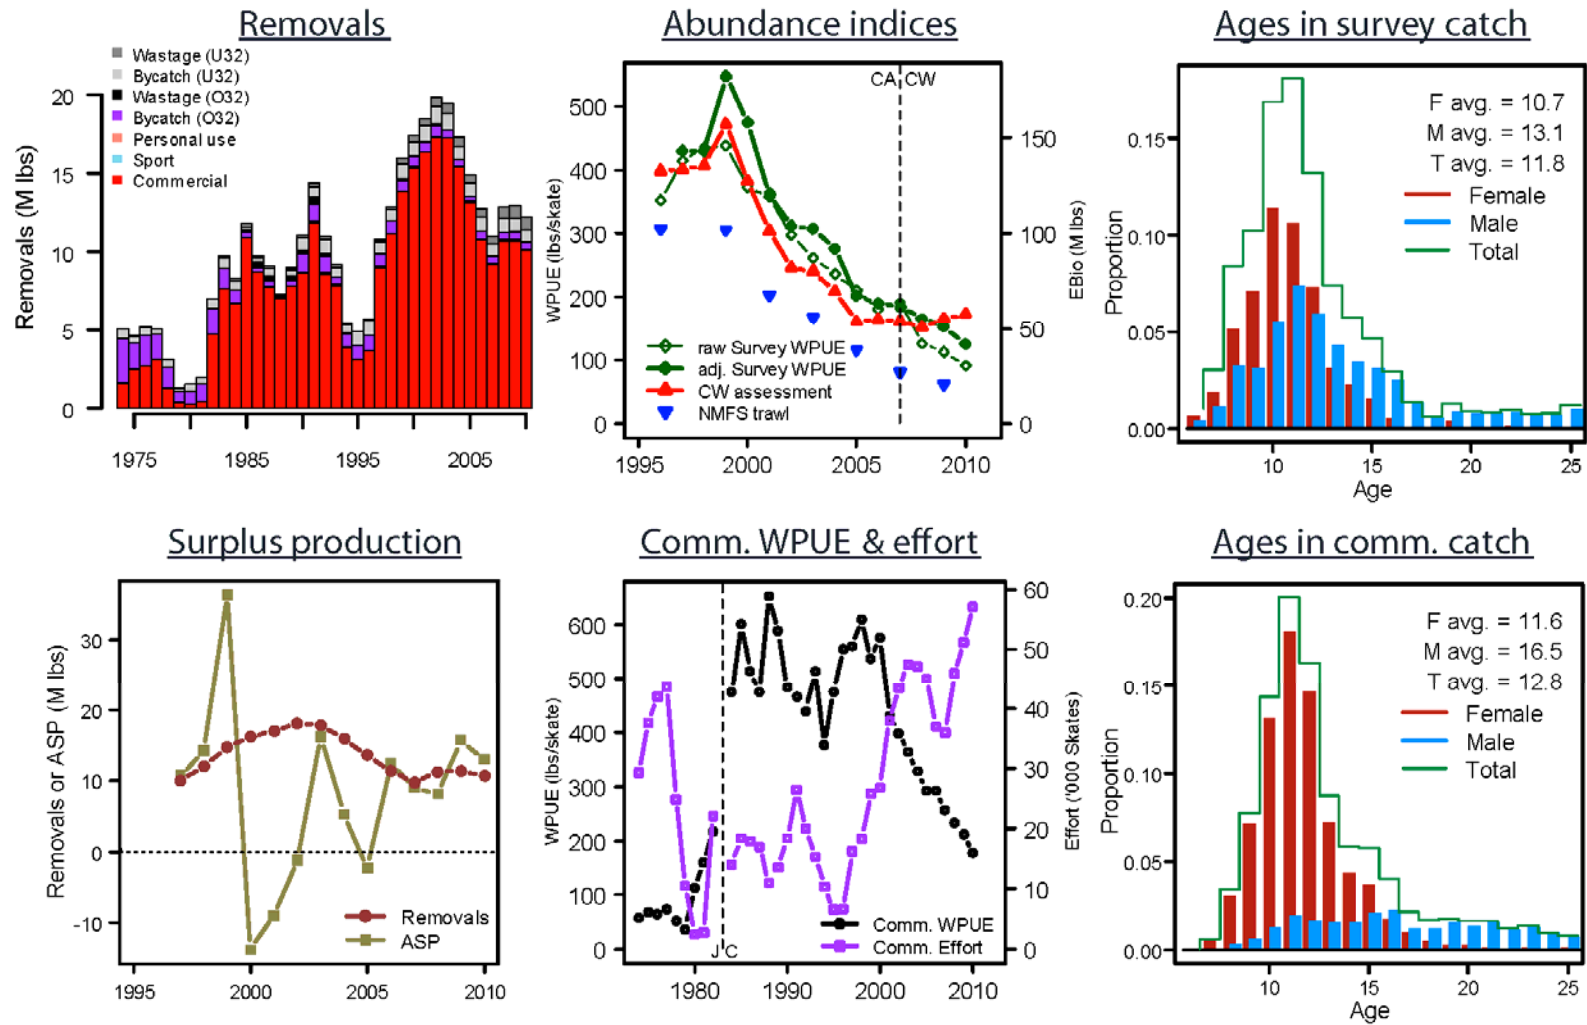 Removals
Wastage (U32)
Bycatch (U32)
Wastage (O32)
Bycatch (O32)
Personal use
Sport
Commercial
Removals (M lbs)
20
15
10
5
0
1975 1985 1995 2005
Abundance indices
CA CW
WPUE (lbs/skate)
500
400
300
200
100
0
EBio (M lbs)
150
100
50
0
raw Survey WPUE
adj. Survey WPUE
CW assessment
NMFS trawl
1995 2000 2005 2010
Ages in survey catch
F avg. = 10.7
M avg. = 13.1
T avg. = 11.8
Female
Male
Total
Proportion
0.15
0.10
0.05
0.00
10 15 20 25
Age
Surplus production
Removals or ASP (M lbs)
30
20
10
0
-10
Removals
ASP
1995 2000 2005 2010
Comm. WPUE & effort
WPUE (lbs/skate)
600
500
400
300
200
100
0
Effort ('000 Skates)
60
50
40
30
20
10
0
J C
Comm. WPUE
Comm. Effort
1980 1990 2000 2010
Ages in comm. catch
F avg. = 11.6
M avg. = 16.5
T avg. = 12.8
Female
Male
Total
Proportion
0.20
0.15
0.10
0.05
0.00
10 15 20 25
Age